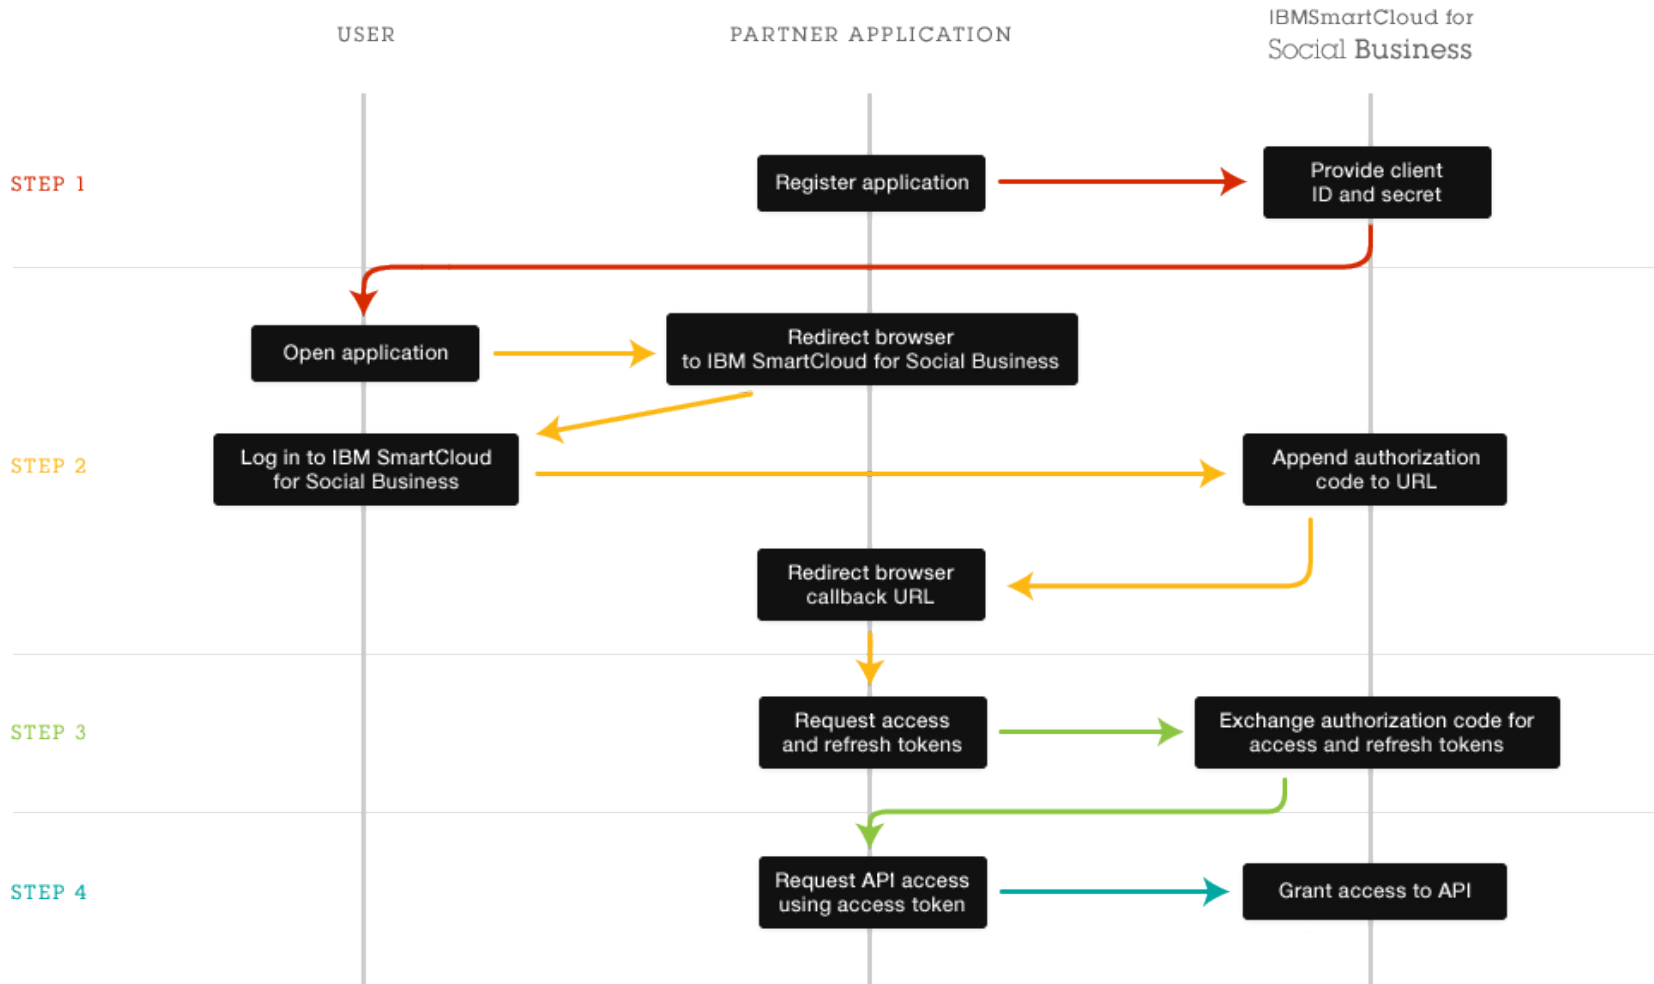 USER
PARTNER APPLICATION
IBMSmartCloud for
Social Business
STEP 1
Register application
Provide client
ID and secret
Open application
Redirect browser
to IBM SmartCloud for Social Business
STEP 2
Log in to IBM SmartCloud
for Social Business
Append authorization
code to URL
Redirect browser
callback URL
STEP 3
Request access
and refresh tokens
Exchange authorization code for
access and refresh tokens
STEP 4
Request API access
using access token
Grant access to API